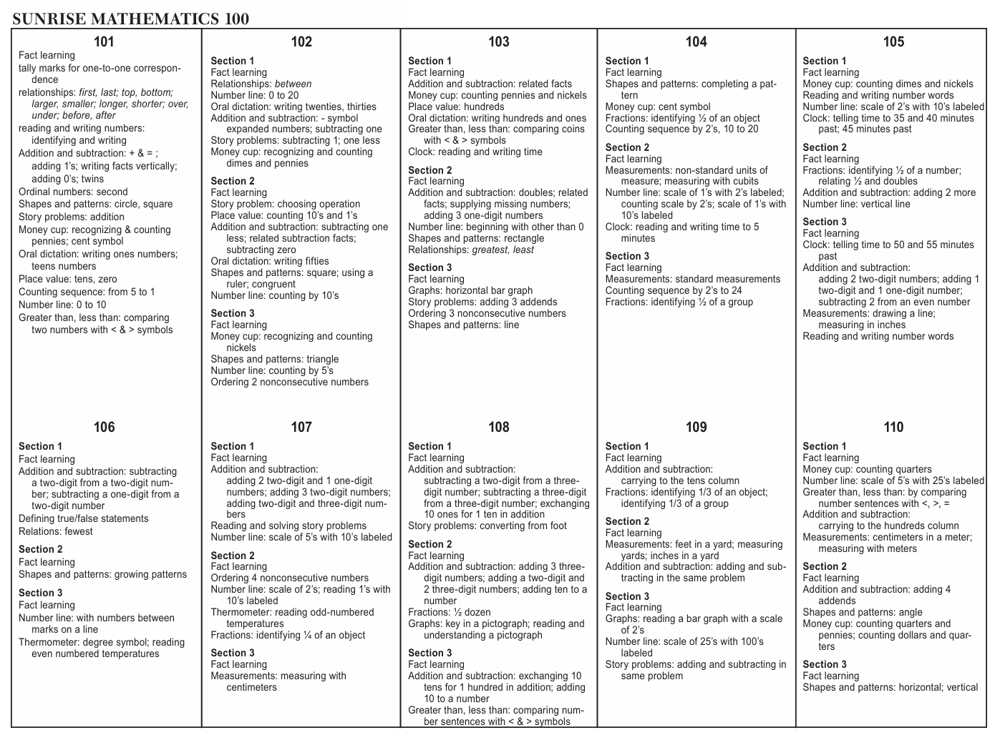 SUNRISE MATHEMATICS 100
101
Fact learning
tally marks for one-to-one correspon-
dence
relationships: first, last; top, bottom;
larger, smaller; longer, shorter; over,
under; before, after
reading and writing numbers:
identifying and writing
Addition and subtraction: + & = ;
adding 1's; writing facts vertically;
adding 0's; twins
Ordinal numbers: second
Shapes and patterns: circle, square
Story problems: addition
Money cup: recognizing & counting
pennies; cent symbol
Oral dictation: writing ones numbers;
teens numbers
Place value: tens, zero
Counting sequence: from 5 to 1
Number line: 0 to 10
Greater than, less than: comparing
two numbers with < & > symbols
102
Section 1
Fact learning
Relationships: between
Number line: 0 to 20
Oral dictation: writing twenties, thirties
Addition and subtraction: - symbol
expanded numbers; subtracting one
Story problems: subtracting 1; one less
Money cup: recognizing and counting
dimes and pennies
Section 2
Fact learning
Story problem: choosing operation
Place value: counting 10's and 1's
Addition and subtraction: subtracting one
less; related subtraction facts;
subtracting zero
Oral dictation: writing fifties
Shapes and patterns: square; using a
ruler; congruent
Number line: counting by 10's
Section 3
Fact learning
Money cup: recognizing and counting
nickels
Shapes and patterns: triangle
Number line: counting by 5's
Ordering 2 nonconsecutive numbers
103
Section 1
Fact learning
Addition and subtraction: related facts
Money cup: counting pennies and nickels
Place value: hundreds
Oral dictation: writing hundreds and ones
Greater than, less than: comparing coins
with < & > symbols
Clock: reading and writing time
Section 2
Fact learning
Addition and subtraction: doubles; related
facts; supplying missing numbers;
adding 3 one-digit numbers
Number line: beginning with other than 0
Shapes and patterns: rectangle
Relationships: greatest, least
Section 3
Fact learning
Graphs: horizontal bar graph
Story problems: adding 3 addends
Ordering 3 nonconsecutive numbers
Shapes and patterns: line
104
Section 1
Fact learning
Shapes and patterns: completing a pat-
tern
Money cup: cent symbol
Fractions: identifying ½ of an object
Counting sequence by 2's, 10 to 20
Section 2
Fact learning
Measurements: non-standard units of
measure; measuring with cubits
Number line: scale of 1's with 2's labeled;
counting scale by 2's; scale of 1's with
10's labeled
Clock: reading and writing time to 5
minutes
Section 3
Fact learning
Measurements: standard measurements
Counting sequence by 2's to 24
Fractions: identifying ½ of a group
105
Section 1
Fact learning
Money cup: counting dimes and nickels
Reading and writing number words
Number line: scale of 2's with 10's labeled
Clock: telling time to 35 and 40 minutes
past; 45 minutes past
Section 2
Fact learning
Fractions: identifying ½ of a number;
relating ½ and doubles
Addition and subtraction: adding 2 more
Number line: vertical line
Section 3
Fact learning
Clock: telling time to 50 and 55 minutes
past
Addition and subtraction:
adding 2 two-digit numbers; adding 1
two-digit and 1 one-digit number;
subtracting 2 from an even number
Measurements: drawing a line;
measuring in inches
Reading and writing number words
106
Section 1
Fact learning
Addition and subtraction: subtracting
a two-digit from a two-digit num-
ber; subtracting a one-digit from a
two-digit number
Defining true/false statements
Relations: fewest
Section 2
Fact learning
Shapes and patterns: growing patterns
Section 3
Fact learning
Number line: with numbers between
marks on a line
Thermometer: degree symbol; reading
even numbered temperatures
107
Section 1
Fact learning
Addition and subtraction:
adding 2 two-digit and 1 one-digit
numbers; adding 3 two-digit numbers;
adding two-digit and three-digit num-
bers
Reading and solving story problems
Number line: scale of 5's with 10's labeled
Section 2
Fact learning
Ordering 4 nonconsecutive numbers
Number line: scale of 2's; reading 1's with
10's labeled
Thermometer: reading odd-numbered
temperatures
Fractions: identifying ¼ of an object
Section 3
Fact learning
Measurements: measuring with
centimeters
108
Section 1
Fact learning
Addition and subtraction:
subtracting a two-digit from a three-
digit number; subtracting a three-digit
from a three-digit number; exchanging
10 ones for 1 ten in addition
Story problems: converting from foot
Section 2
Fact learning
Addition and subtraction: adding 3 three-
digit numbers; adding a two-digit and
2 three-digit numbers; adding ten to a
number
Fractions: ½ dozen
Graphs: key in a pictograph; reading and
understanding a pictograph
Section 3
Fact learning
Addition and subtraction: exchanging 10
tens for 1 hundred in addition; adding
10 to a number
Greater than, less than: comparing num-
ber sentences with < & > symbols
109
Section 1
Fact learning
Addition and subtraction:
carrying to the tens column
Fractions: identifying 1/3 of an object;
identifying 1/3 of a group
Section 2
Fact learning
Measurements: feet in a yard; measuring
yards; inches in a yard
Addition and subtraction: adding and sub-
tracting in the same problem
Section 3
Fact learning
Graphs: reading a bar graph with a scale
of 2's
Number line: scale of 25's with 100's
labeled
Story problems: adding and subtracting in
same problem
110
Section 1
Fact learning
Money cup: counting quarters
Number line: scale of 5's with 25's labeled
Greater than, less than: by comparing
number sentences with <, >, =
Addition and subtraction:
carrying to the hundreds column
Measurements: centimeters in a meter;
measuring with meters
Section 2
Fact learning
Addition and subtraction: adding 4
addends
Shapes and patterns: angle
Money cup: counting quarters and
pennies; counting dollars and quar-
ters
Section 3
Fact learning
Shapes and patterns: horizontal; vertical